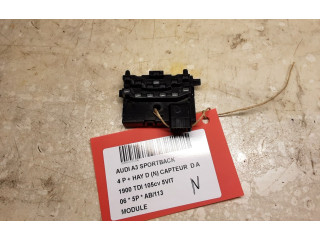 AUDI A3 SPORTBACK
4 P + HAY D (N) CAPTEUR D A
1900 TDI 105cv 5VIT
06 * 5P * AB/113
MODULE
N